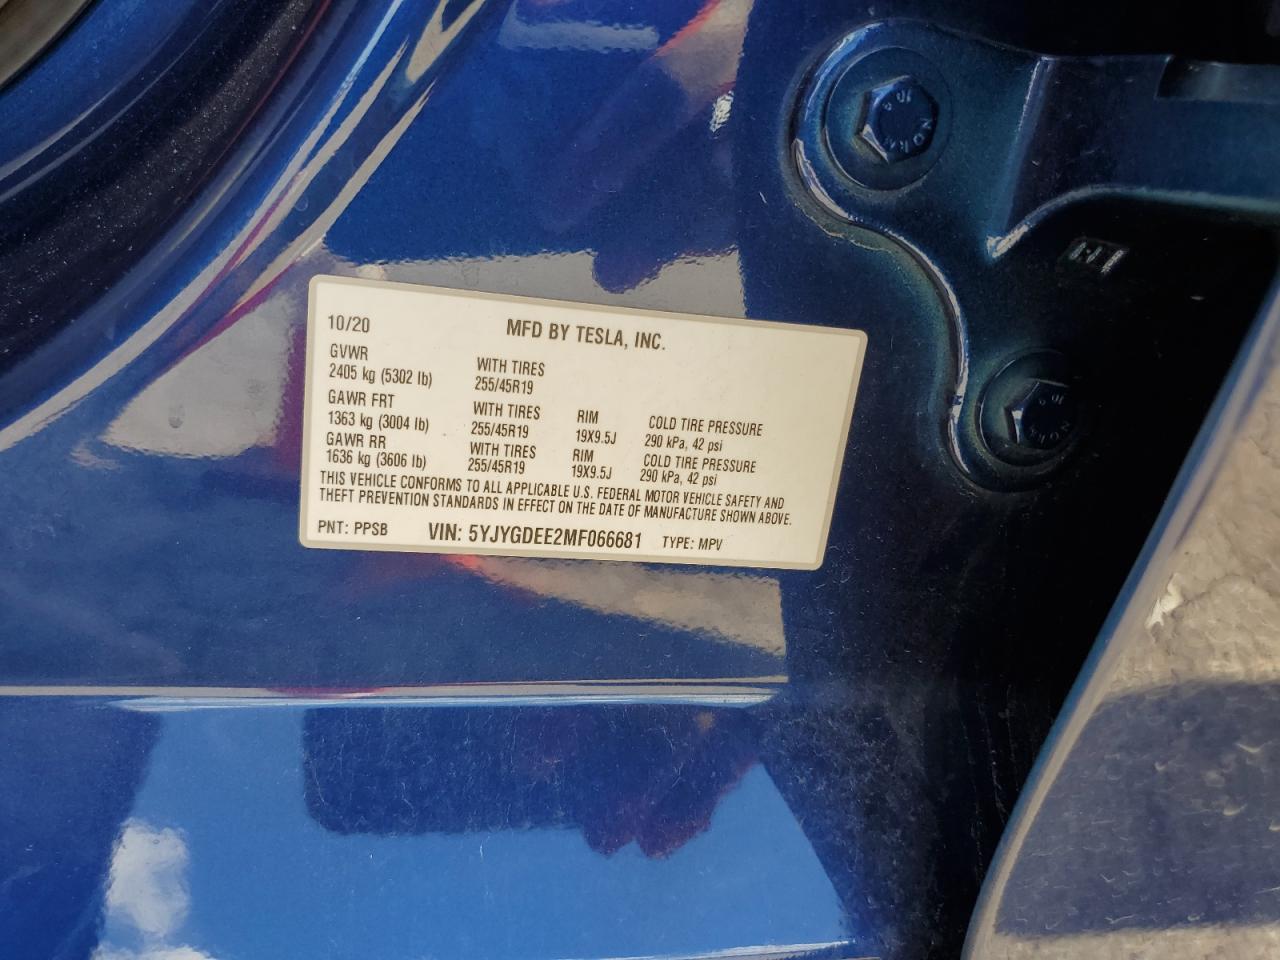 10/20 MFD BY TESLA, INC.
GVWR WITH TIRES
2405 kg (5302 lb) 255/45R19
GAWR FRT WITH TIRES RIM COLD TIRE PRESSURE
1363 kg (3004 lb) 255/45R19 19X9.5J 290 kPa, 42 psi
GAWR RR WITH TIRES RIM COLD TIRE PRESSURE
1636 kg (3606 lb) 255/45R19 19X9.5J 290 kPa, 42 psi
THIS VEHICLE CONFORMS TO ALL APPLICABLE U.S. FEDERAL MOTOR VEHICLE SAFETY AND
THEFT PREVENTION STANDARDS IN EFFECT ON THE DATE OF MANUFACTURE SHOWN ABOVE.
PNT: PPSB VIN: 5YJYGDEE2MF066681 TYPE: MPV